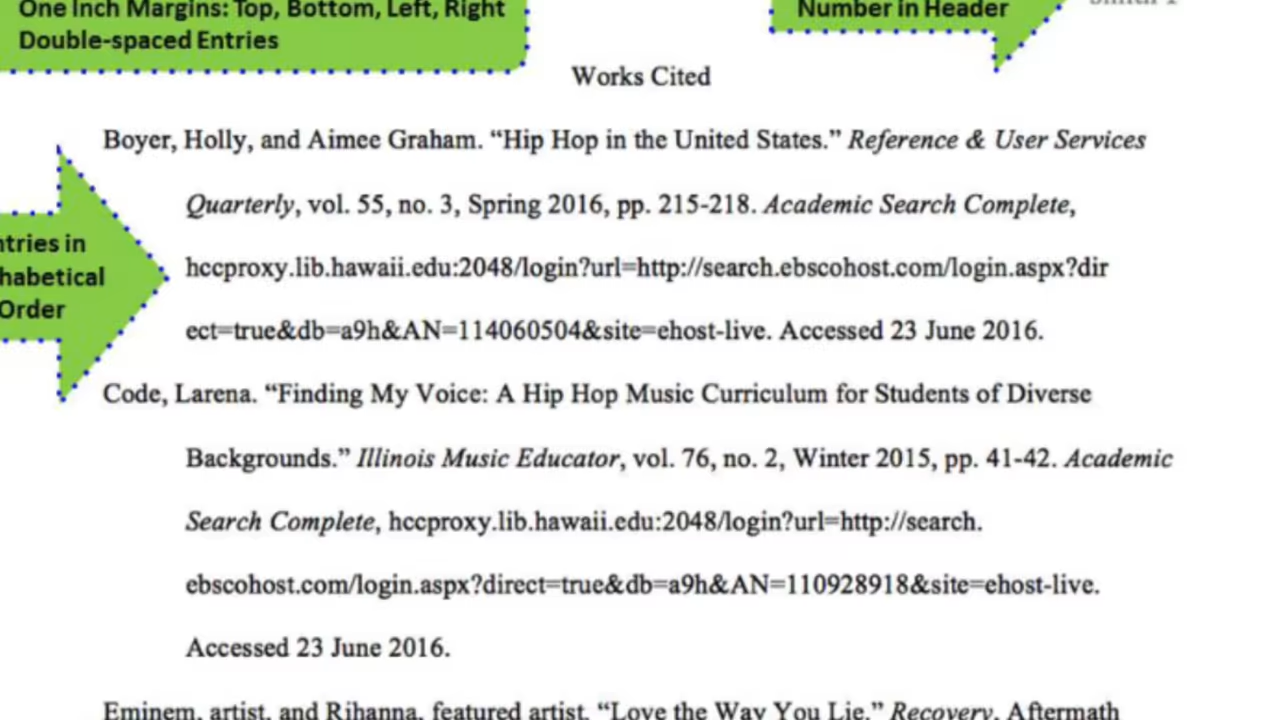 One Inch Margins: Top, Bottom, Left, Right
Double-spaced Entries
Number in Header
Works Cited
Boyer, Holly, and Aimee Graham. “Hip Hop in the United States.” Reference & User Services
Quarterly, vol. 55, no. 3, Spring 2016, pp. 215-218. Academic Search Complete,
hccproxy.lib.hawaii.edu:2048/login?url=http://search.ebscohost.com/login.aspx?dir
ect=true&db=a9h&AN=114060504&site=ehost-live. Accessed 23 June 2016.
ntries in
habetical
Order
Code, Larena. “Finding My Voice: A Hip Hop Music Curriculum for Students of Diverse
Backgrounds.” Illinois Music Educator, vol. 76, no. 2, Winter 2015, pp. 41-42. Academic
Search Complete, hccproxy.lib.hawaii.edu:2048/login?url=http://search.
ebscohost.com/login.aspx?direct=true&db=a9h&AN=110928918&site=ehost-live.
Accessed 23 June 2016.
Eminem, artist, and Rihanna, featured artist. “Love the Way You Lie.” Recovery, Aftermath